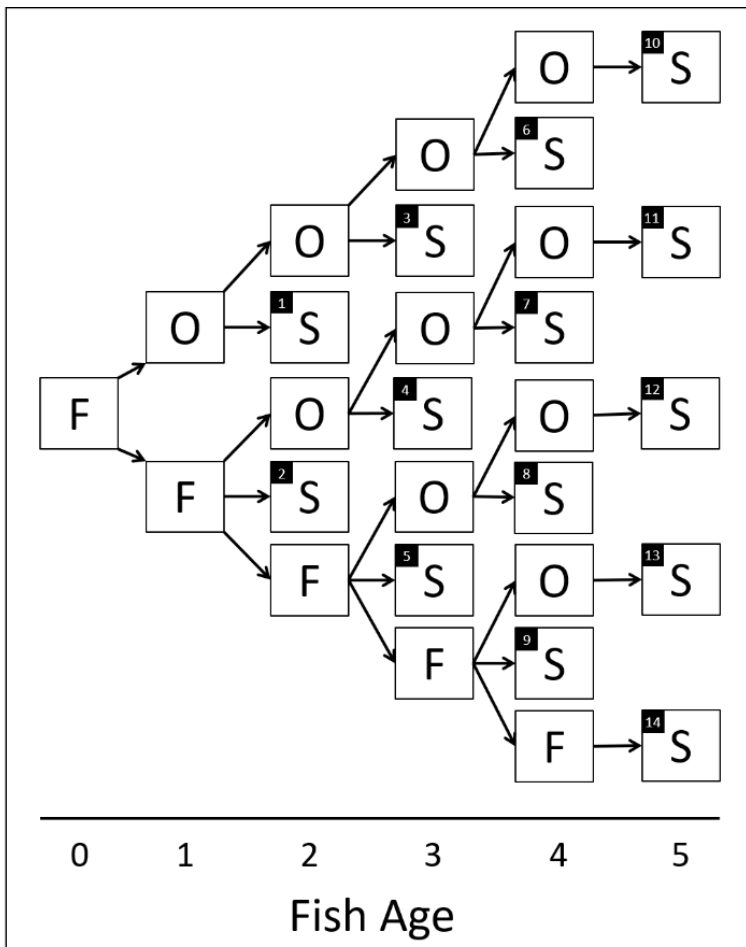 O 10 S
O 6 S
O 3 S O 11 S
O 1 S O 7 S
F O 4 S O 12 S
F 2 S O 8 S
F 5 S O 13 S
F 9 S
F 14 S
0 1 2 3 4 5
Fish Age